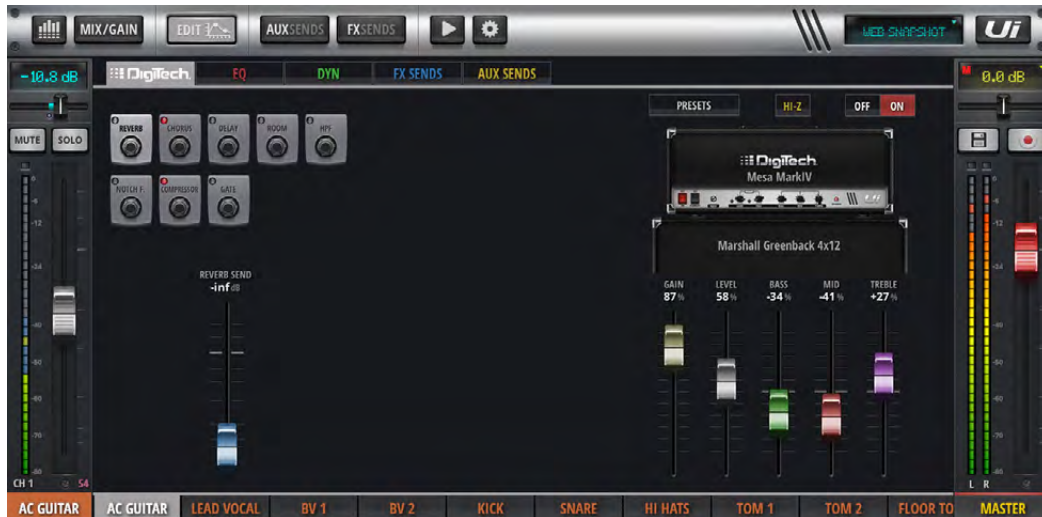 MIX/GAIN EDIT AUXSENDS FXSENDS WEB SNAPSHOT Ui
-10.8 dB DigiTech EQ DYN FX SENDS AUX SENDS M 0.0 dB
MUTE SOLO
REVERB CHORUS DELAY ROOM HPF
NOTCH F. COMPRESSOR GATE
PRESETS HI-Z OFF ON
DigiTech
Mesa MarkIV
Marshall Greenback 4x12
REVERB SEND
-inf dB
GAIN LEVEL BASS MID TREBLE
87 % 58 % -34 % -41 % +27 %
CH 1 S4
L R
AC GUITAR AC GUITAR LEAD VOCAL BV 1 BV 2 KICK SNARE HI HATS TOM 1 TOM 2 FLOOR TO MASTER